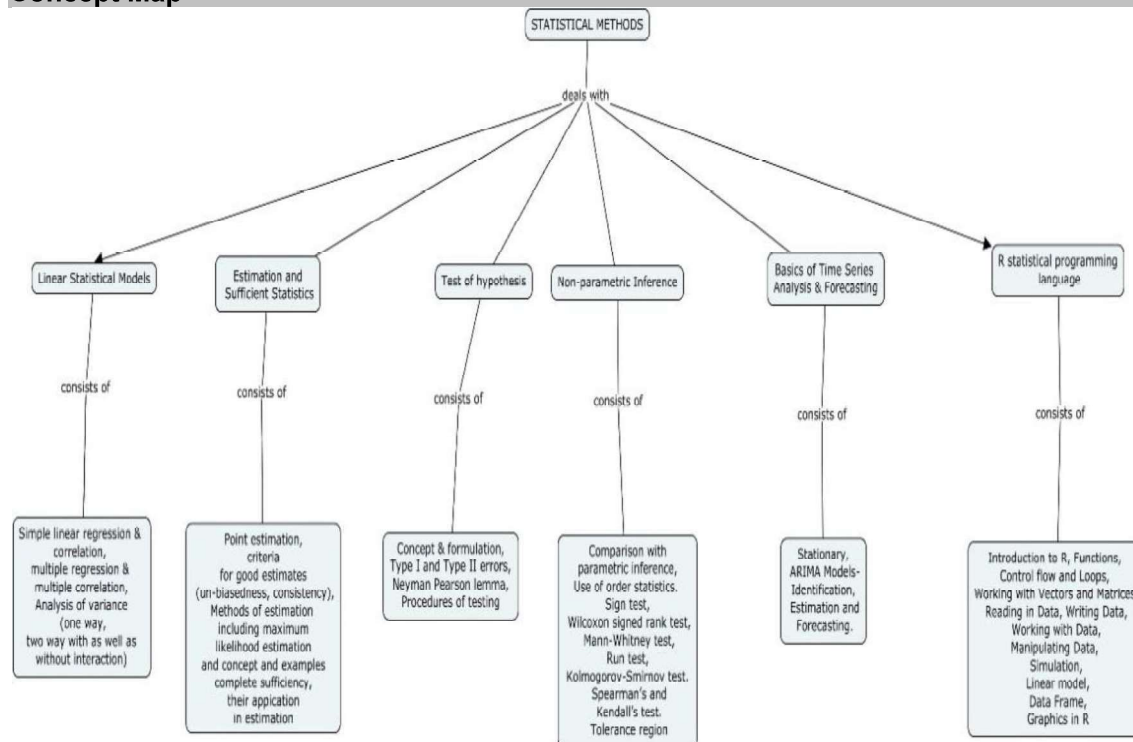 Concept Map
STATISTICAL METHODS
deals with
Linear Statistical Models
Estimation and
Sufficient Statistics
Test of hypothesis
Non-parametric Inference
Basics of Time Series
Analysis & Forecasting
R statistical programming
language
consists of
consists of
consists of
consists of
consists of
consists of
Simple linear regression &
correlation,
multiple regression &
multiple correlation,
Analysis of variance
(one way,
two way with as well as
without interaction)
Point estimation,
criteria
for good estimates
(un-biasedness, consistency),
Methods of estimation
including maximum
likelihood estimation
and concept and examples
complete sufficiency,
their appication
in estimation
Concept & formulation,
Type I and Type II errors,
Neyman Pearson lemma,
Procedures of testing
Comparison with
parametric inference,
Use of order statistics.
Sign test,
Wilcoxon signed rank test,
Mann-Whitney test,
Run test,
Kolmogorov-Smirnov test.
Spearman's and
Kendall's test.
Tolerance region
Stationary,
ARIMA Models-
Identification,
Estimation and
Forecasting.
Introduction to R, Functions,
Control flow and Loops,
Working with Vectors and Matrices
Reading in Data, Writing Data,
Working with Data,
Manipulating Data,
Simulation,
Linear model,
Data Frame,
Graphics in R